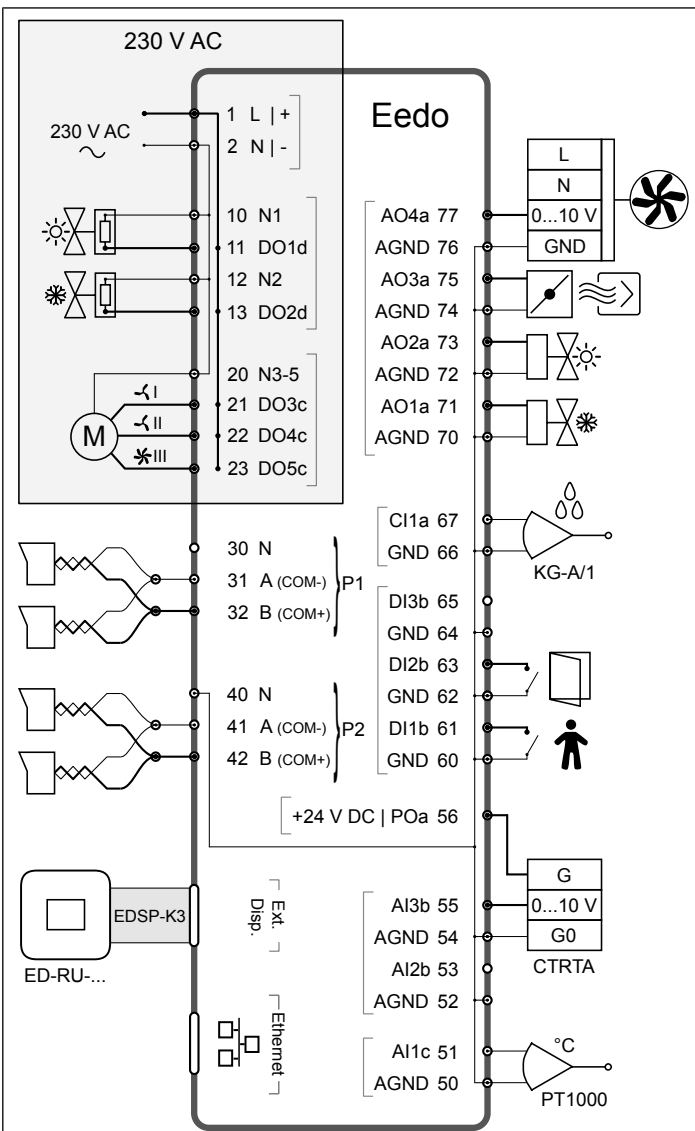 230 V AC
Eedo
230 V AC
1 L | +
2 N | -
10 N1
11 DO1d
12 N2
13 DO2d
20 N3-5
21 DO3c
22 DO4c
23 DO5c
I
II
III
M
30 N
31 A (COM-)
32 B (COM+)
P1
40 N
41 A (COM-)
42 B (COM+)
P2
EDSP-K3
Ext.
Disp.
ED-RU-...
Ethernet
AO4a 77
AGND 76
AO3a 75
AGND 74
AO2a 73
AGND 72
AO1a 71
AGND 70
L
N
0...10 V
GND
CI1a 67
GND 66
KG-A/1
DI3b 65
GND 64
DI2b 63
GND 62
DI1b 61
GND 60
+24 V DC | POa 56
AI3b 55
AGND 54
AI2b 53
AGND 52
G
0...10 V
G0
CTRTA
AI1c 51
AGND 50
°C
PT1000